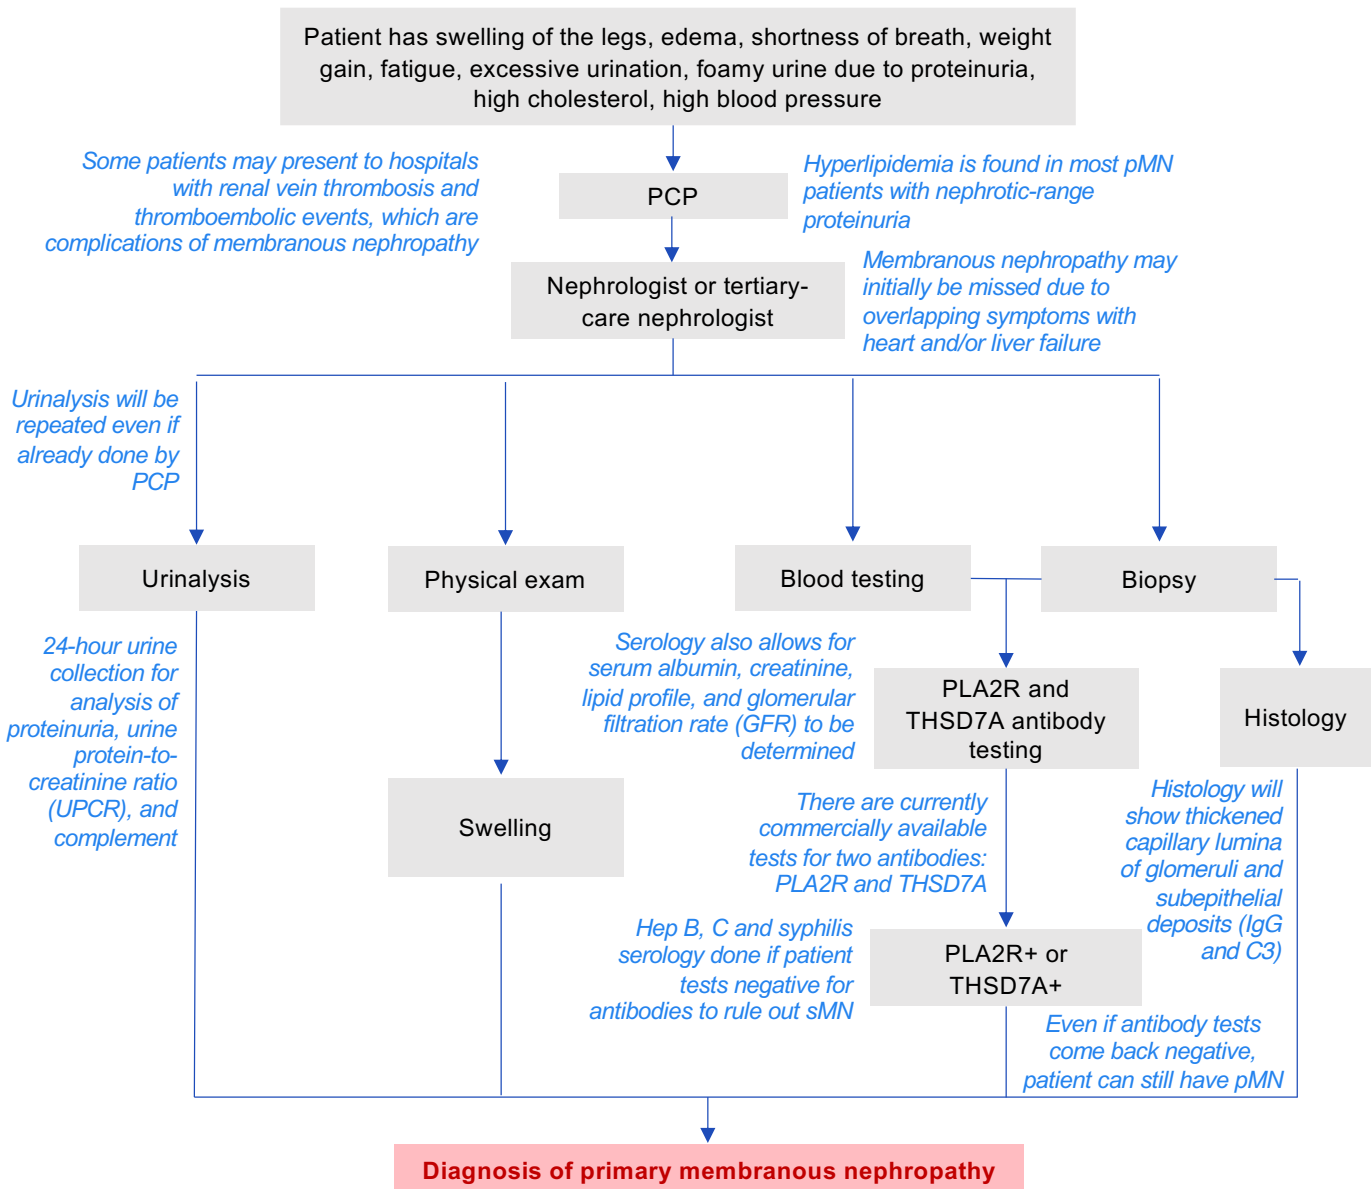 Patient has swelling of the legs, edema, shortness of breath, weight
gain, fatigue, excessive urination, foamy urine due to proteinuria,
high cholesterol, high blood pressure
Some patients may present to hospitals
with renal vein thrombosis and
thromboembolic events, which are
complications of membranous nephropathy
PCP
Hyperlipidemia is found in most pMN
patients with nephrotic-range
proteinuria
Nephrologist or tertiary-
care nephrologist
Membranous nephropathy may
initially be missed due to
overlapping symptoms with
heart and/or liver failure
Urinalysis will be
repeated even if
already done by
PCP
Urinalysis
Physical exam
Blood testing
Biopsy
24-hour urine
collection for
analysis of
proteinuria, urine
protein-to-
creatinine ratio
(UPCR), and
complement
Swelling
Serology also allows for
serum albumin, creatinine,
lipid profile, and glomerular
filtration rate (GFR) to be
determined
PLA2R and
THSD7A antibody
testing
Histology
There are currently
commercially available
tests for two antibodies:
PLA2R and THSD7A
Histology will
show thickened
capillary lumina
of glomeruli and
subepithelial
deposits (IgG
and C3)
Hep B, C and syphilis
serology done if patient
tests negative for
antibodies to rule out sMN
PLA2R+ or
THSD7A+
Even if antibody tests
come back negative,
patient can still have pMN
Diagnosis of primary membranous nephropathy